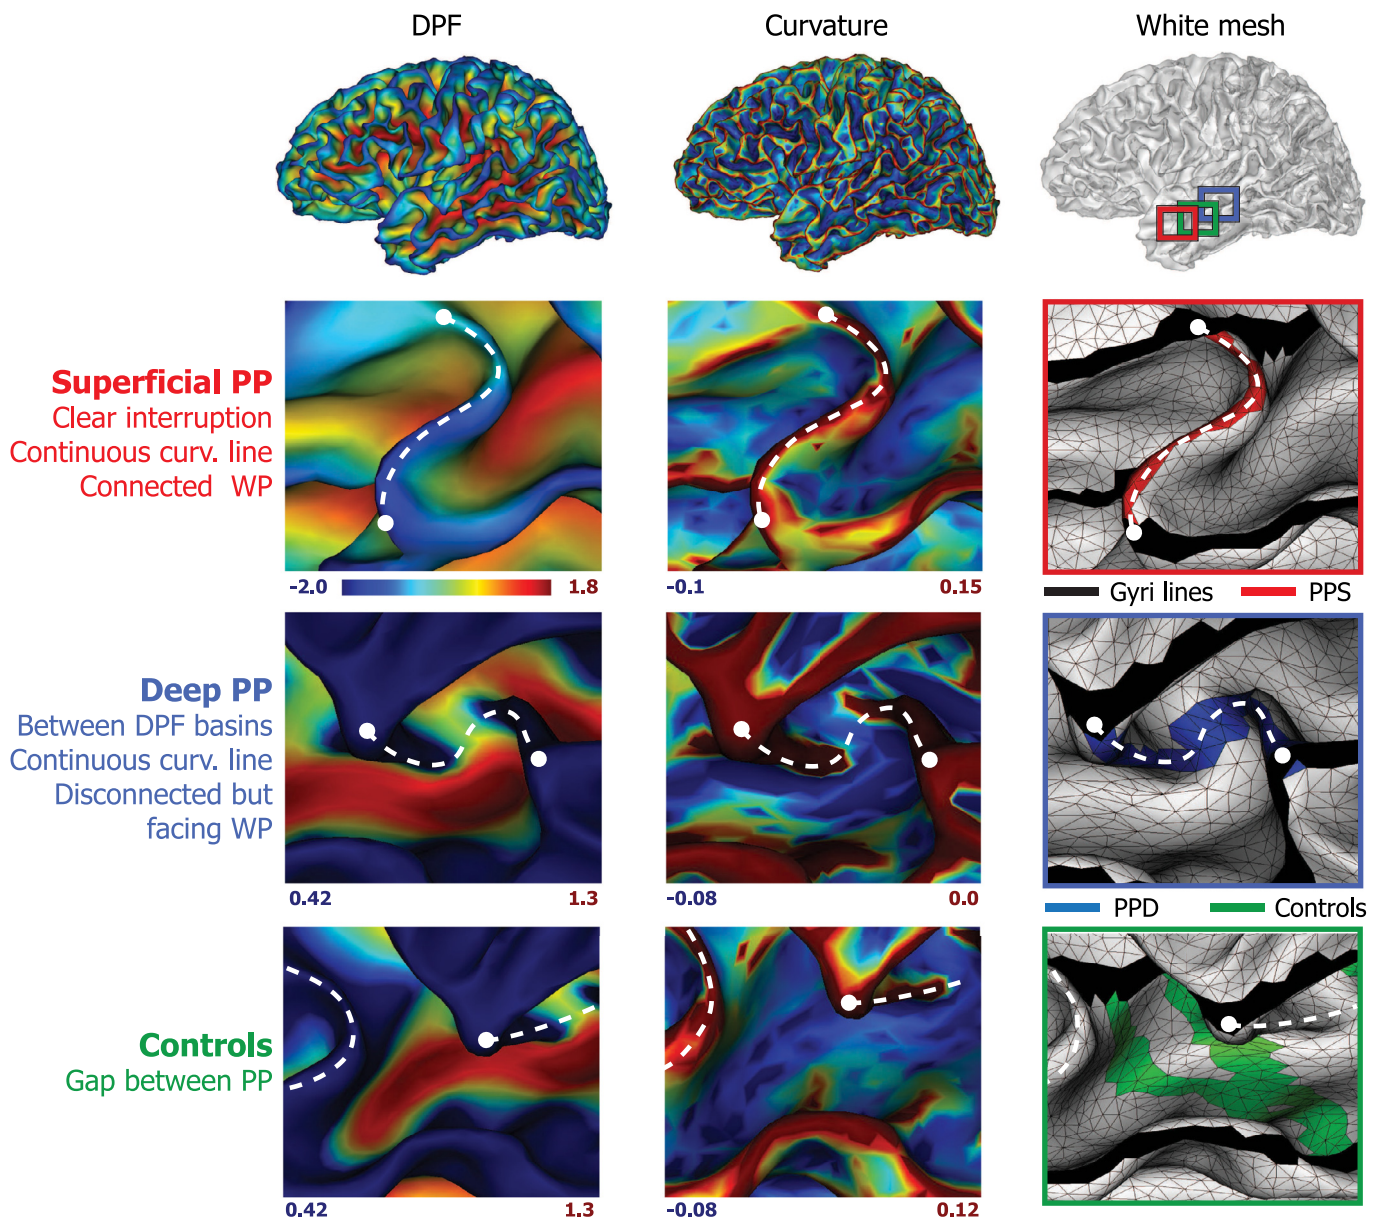 DPF
Curvature
White mesh
Superficial PP
Clear interruption
Continuous curv. line
Connected WP
-2.0
1.8
-0.1
0.15
Gyri lines
PPS
Deep PP
Between DPF basins
Continuous curv. line
Disconnected but
facing WP
0.42
1.3
-0.08
0.0
PPD
Controls
Controls
Gap between PP
0.42
1.3
-0.08
0.12